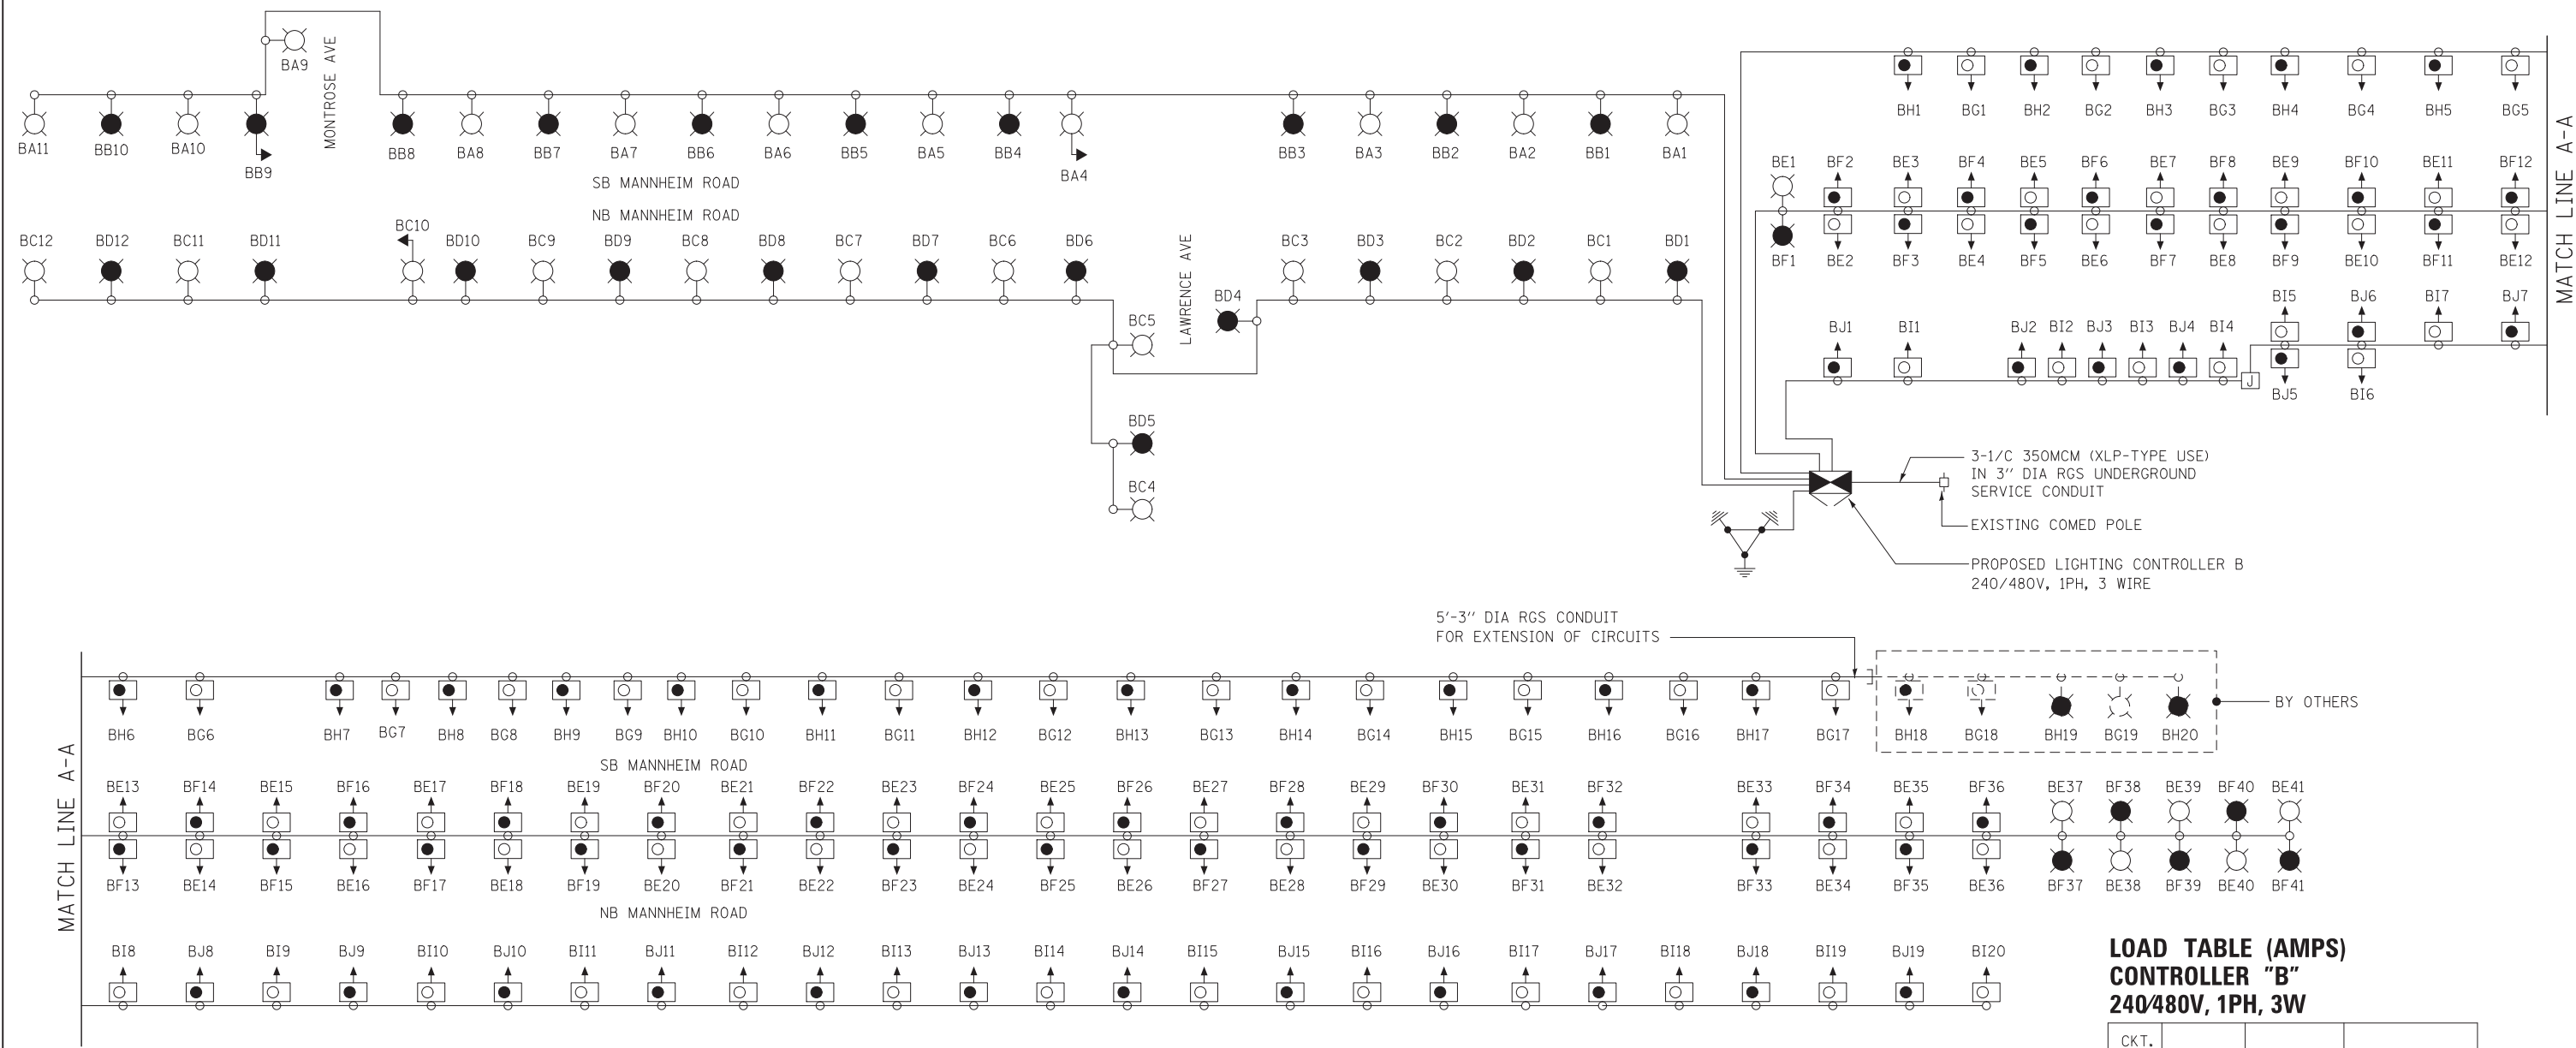 BA9
MONTROSE AVE
BA11 BB10 BA10 BB9 BB8 BA8 BB7 BA7 BB6 BA6 BB5 BA5 BB4 BA4 BB3 BA3 BB2 BA2 BB1 BA1
SB MANNHEIM ROAD
NB MANNHEIM ROAD
BC12 BD12 BC11 BD11 BC10 BD10 BC9 BD9 BC8 BD8 BC7 BD7 BC6 BD6 BC3 BD3 BC2 BD2 BC1 BD1
LAWRENCE AVE
BD4
BC5
BD5
BC4
BH1 BG1 BH2 BG2 BH3 BG3 BH4 BG4 BH5 BG5
MATCH LINE A-A
BE1 BF2 BE3 BF4 BE5 BF6 BE7 BF8 BE9 BF10 BE11 BF12
BF1 BE2 BF3 BE4 BF5 BE6 BF7 BE8 BF9 BE10 BF11 BE12
BI5 BJ6 BI7 BJ7
BJ1 BI1 BJ2 BI2 BJ3 BI3 BJ4 BI4
J
BJ5 BI6
3-1/C 350MCM (XLP-TYPE USE)
IN 3" DIA RGS UNDERGROUND
SERVICE CONDUIT
EXISTING COMED POLE
PROPOSED LIGHTING CONTROLLER B
240/480V, 1PH, 3 WIRE
5'-3" DIA RGS CONDUIT
FOR EXTENSION OF CIRCUITS
BY OTHERS
BH6 BG6 BH7 BG7 BH8 BG8 BH9 BG9 BH10 BG10 BH11 BG11 BH12 BG12 BH13 BG13 BH14 BG14 BH15 BG15 BH16 BG16 BH17 BG17 BH18 BG18 BH19 BG19 BH20
MATCH LINE A-A
SB MANNHEIM ROAD
BE13 BF14 BE15 BF16 BE17 BF18 BE19 BF20 BE21 BF22 BE23 BF24 BE25 BF26 BE27 BF28 BE29 BF30 BE31 BF32 BE33 BF34 BE35 BF36 BE37 BF38 BE39 BF40 BE41
BF13 BE14 BF15 BE16 BF17 BE18 BF19 BE20 BF21 BE22 BF23 BE24 BF25 BE26 BF27 BE28 BF29 BE30 BF31 BE32 BF33 BE34 BF35 BE36 BF37 BE38 BF39 BE40 BF41
NB MANNHEIM ROAD
BI8 BJ8 BI9 BJ9 BI10 BJ10 BI11 BJ11 BI12 BJ12 BI13 BJ13 BI14 BJ14 BI15 BJ15 BI16 BJ16 BI17 BJ17 BI18 BJ18 BI19 BJ19 BI20
LOAD TABLE (AMPS)
CONTROLLER "B"
240/480V, 1PH, 3W
CKT.